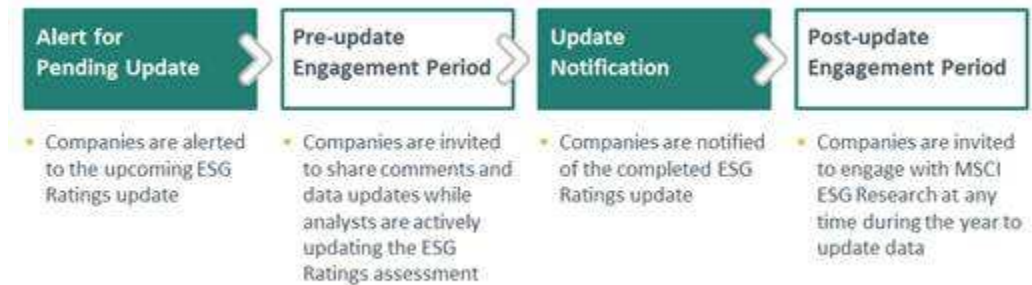 Alert for
Pending Update
Pre-update
Engagement Period
Update
Notification
Post-update
Engagement Period
• Companies are alerted
to the upcoming ESG
Ratings update
• Companies are invited
to share comments and
data updates while
analysts are actively
updating the ESG
Ratings assessment
• Companies are notified
of the completed ESG
Ratings update
• Companies are invited
to engage with MSCI
ESG Research at any
time during the year to
update data